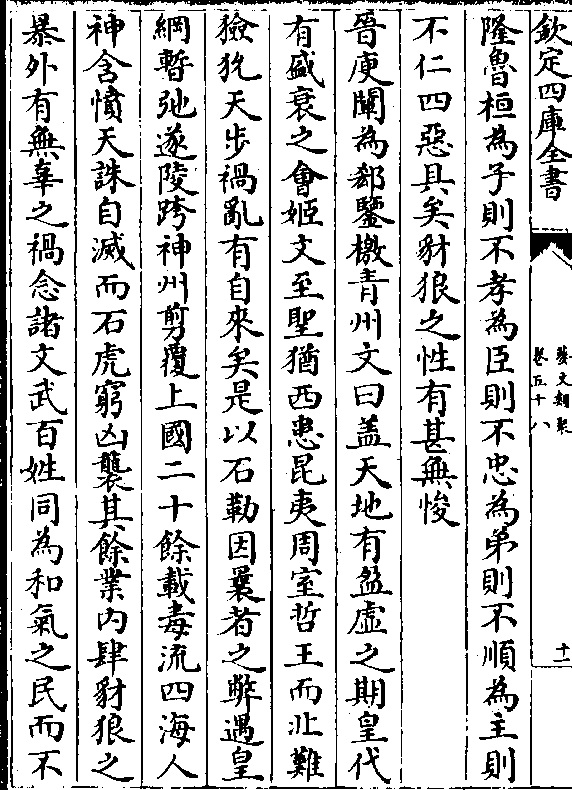 欽定四庫全書
藝文類聚
卷五十八
十二
隆魯桓為子則不孝為臣則不忠為弟則不順為主則
不仁四惡具矣豺狼之性有甚無悛
晉庾闡為郗鑒檄青州文曰盖天地有盈虛之期皇代
有盛衰之會姬文至聖猶西患昆夷周室哲王而北難
獫狁天步禍亂有自來矣是以石勒因曩者之弊遇皇
綱暫弛遂陵跨神州剪覆上國二十餘載毒流四海人
神含憤天誅自滅而石虎窮凶襲其餘業内肆豺狼之
暴外有無辜之禍念諸文武百姓同為和氣之民而不